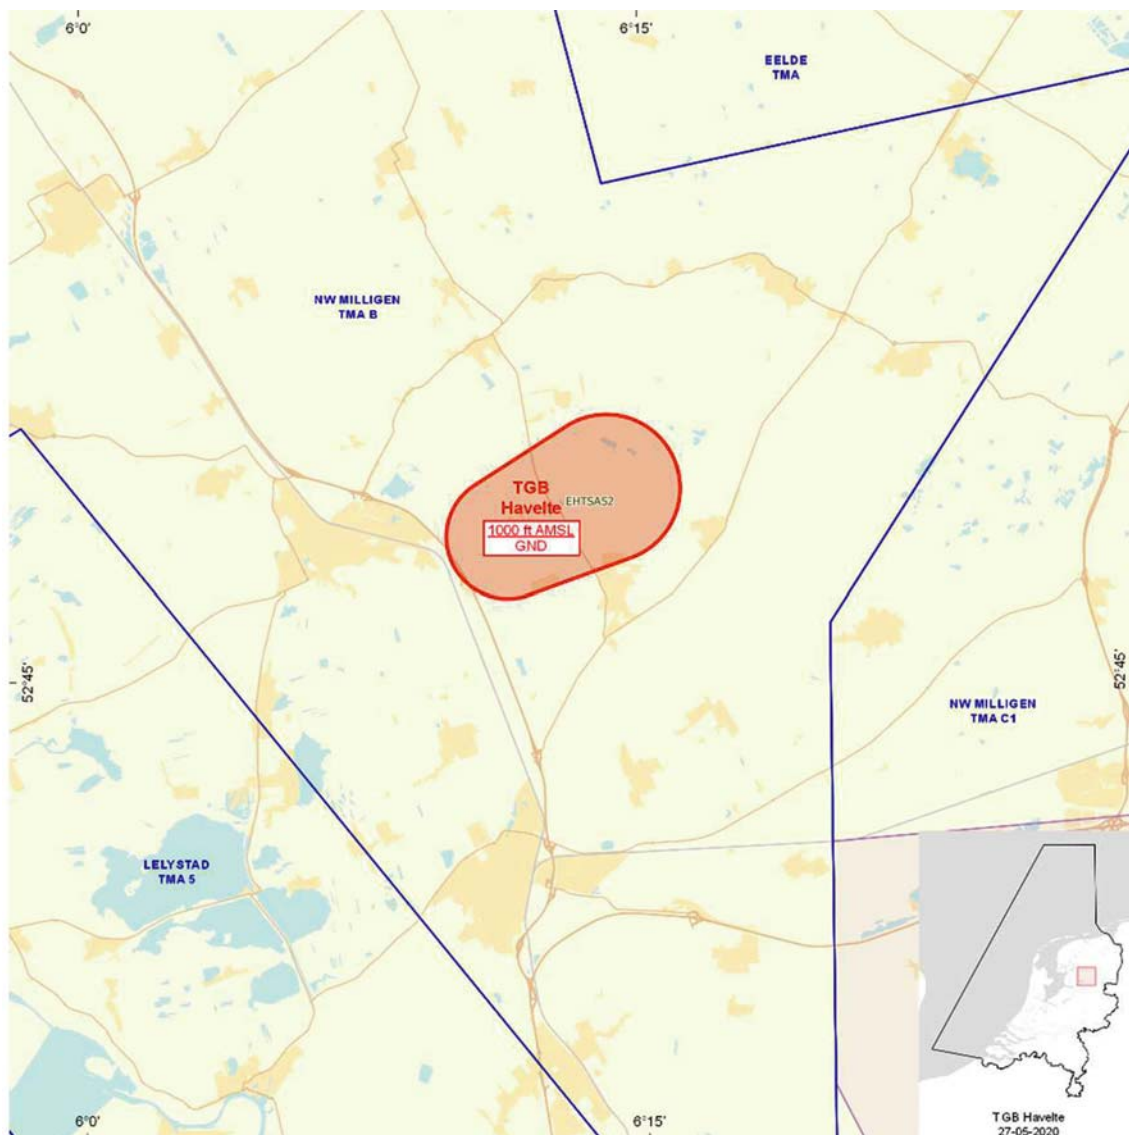 6°0'
6°15'
EELDE
TMA
NW MILLIGEN
TMA B
TGB
Havelte
EHTSA52
1000 ft AMSL
GND
52°45'
52°45'
NW MILLIGEN
TMA C1
LELYSTAD
TMA 5
6°0'
6°15'
TGB Havelte
27-05-2020